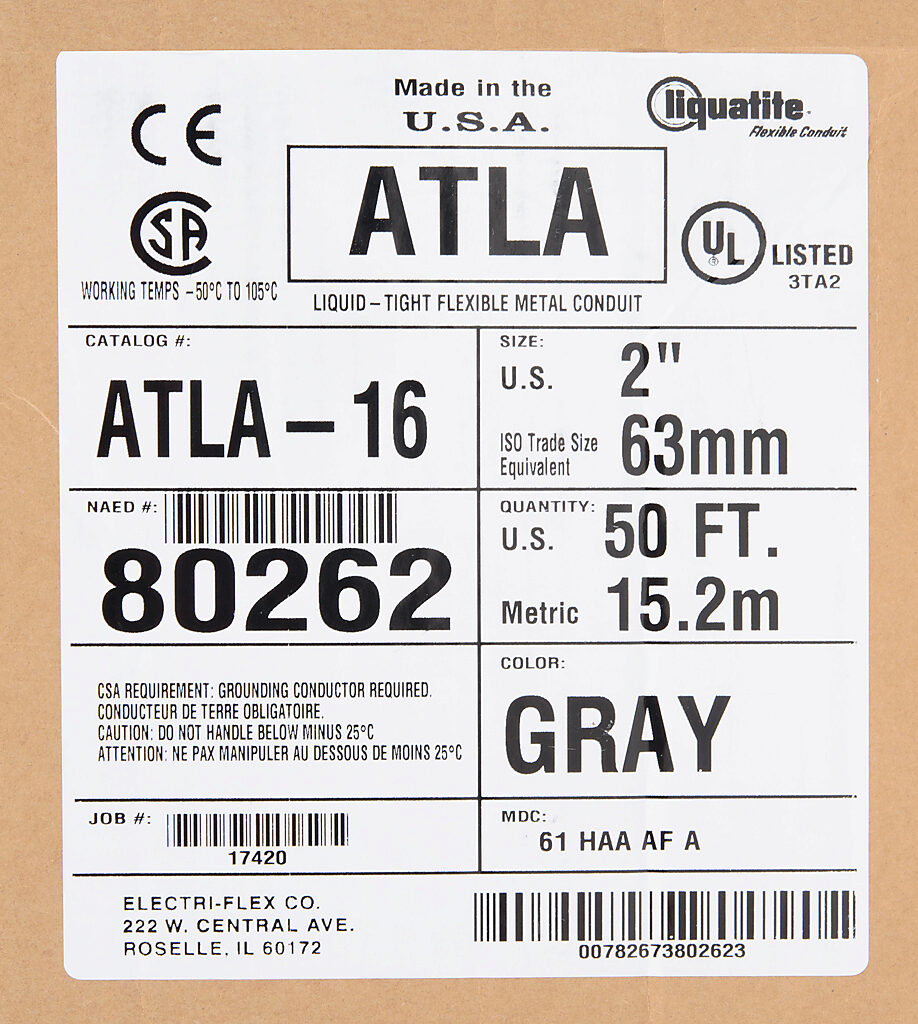 Made in the
U.S.A.
liquatite
Flexible Conduit
CE
ATLA
CSA
UL
LISTED
3TA2
WORKING TEMPS -50°C TO 105°C
LIQUID-TIGHT FLEXIBLE METAL CONDUIT
CATALOG #:
ATLA-16
SIZE:
U.S. 2"
ISO Trade Size
Equivalent 63mm
NAED #:
80262
QUANTITY:
U.S. 50 FT.
Metric 15.2m
CSA REQUIREMENT: GROUNDING CONDUCTOR REQUIRED.
CONDUCTEUR DE TERRE OBLIGATOIRE.
CAUTION: DO NOT HANDLE BELOW MINUS 25°C
ATTENTION: NE PAX MANIPULER AU DESSOUS DE MOINS 25°C
COLOR:
GRAY
JOB #:
17420
MDC:
61 HAA AF A
ELECTRI-FLEX CO.
222 W. CENTRAL AVE.
ROSELLE, IL 60172
00782673802623